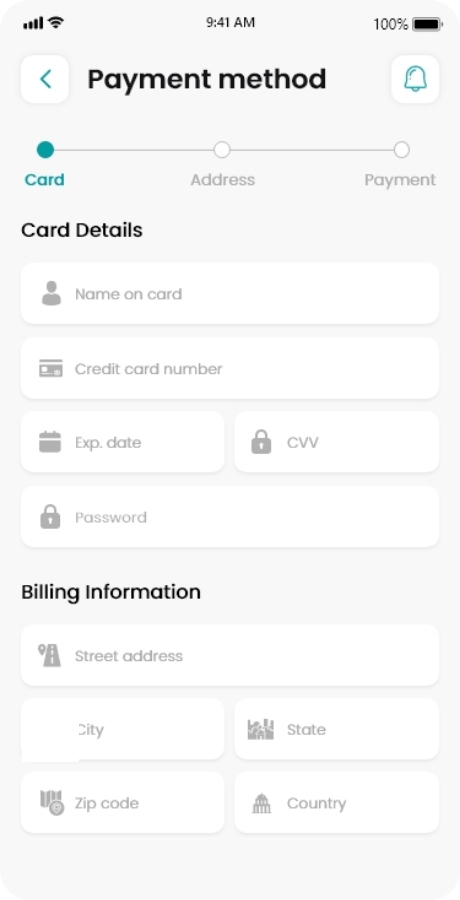 9:41 AM 100%
Payment method
Card Address Payment
Card Details
Name on card
Credit card number
Exp. date CVV
Password
Billing Information
Street address
City State
Zip code Country